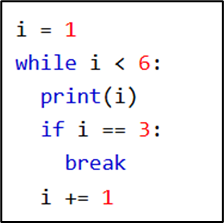 i = 1
while i < 6:
  print(i)
  if i == 3:
    break
  i += 1